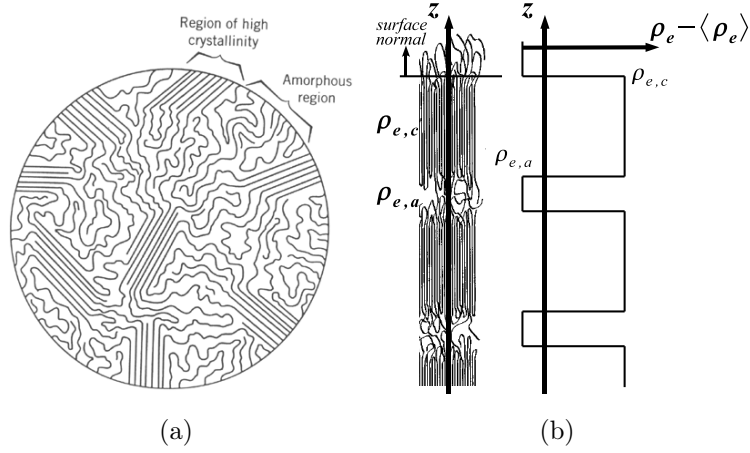 Region of high
crystallinity
Amorphous
region
(a)
z
surface
normal
ρe,c
ρe,a
z
ρe − ⟨ρe⟩
ρe,c
ρe,a
(b)